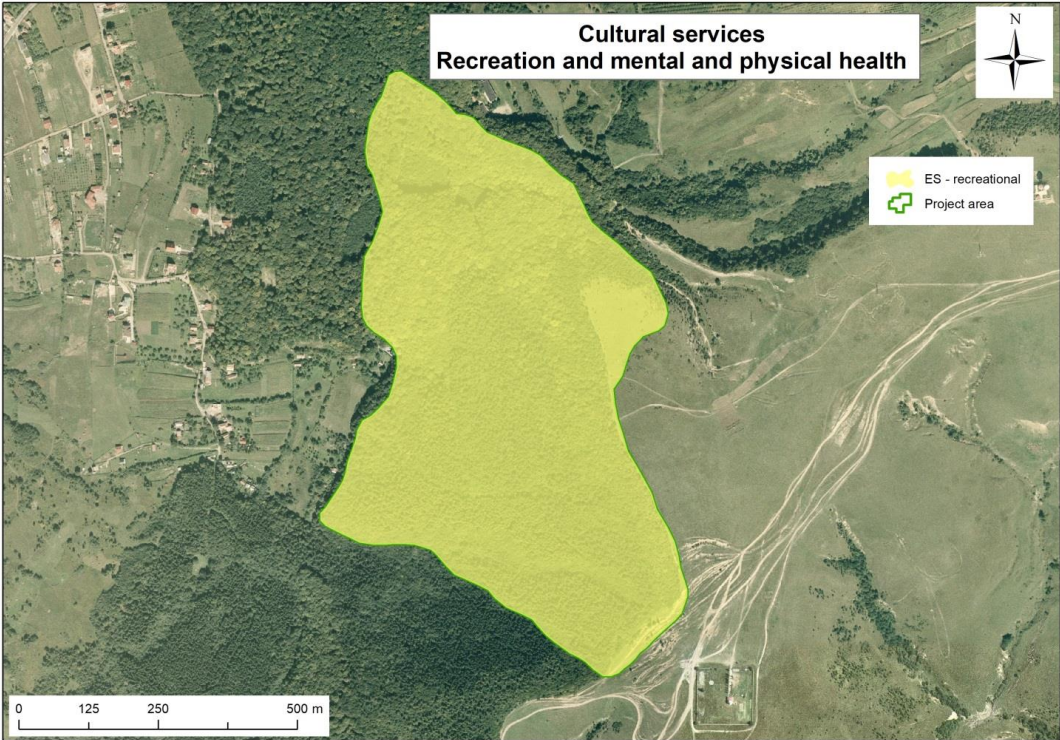 Cultural services
Recreation and mental and physical health
N
ES - recreational
Project area
0 125 250 500 m